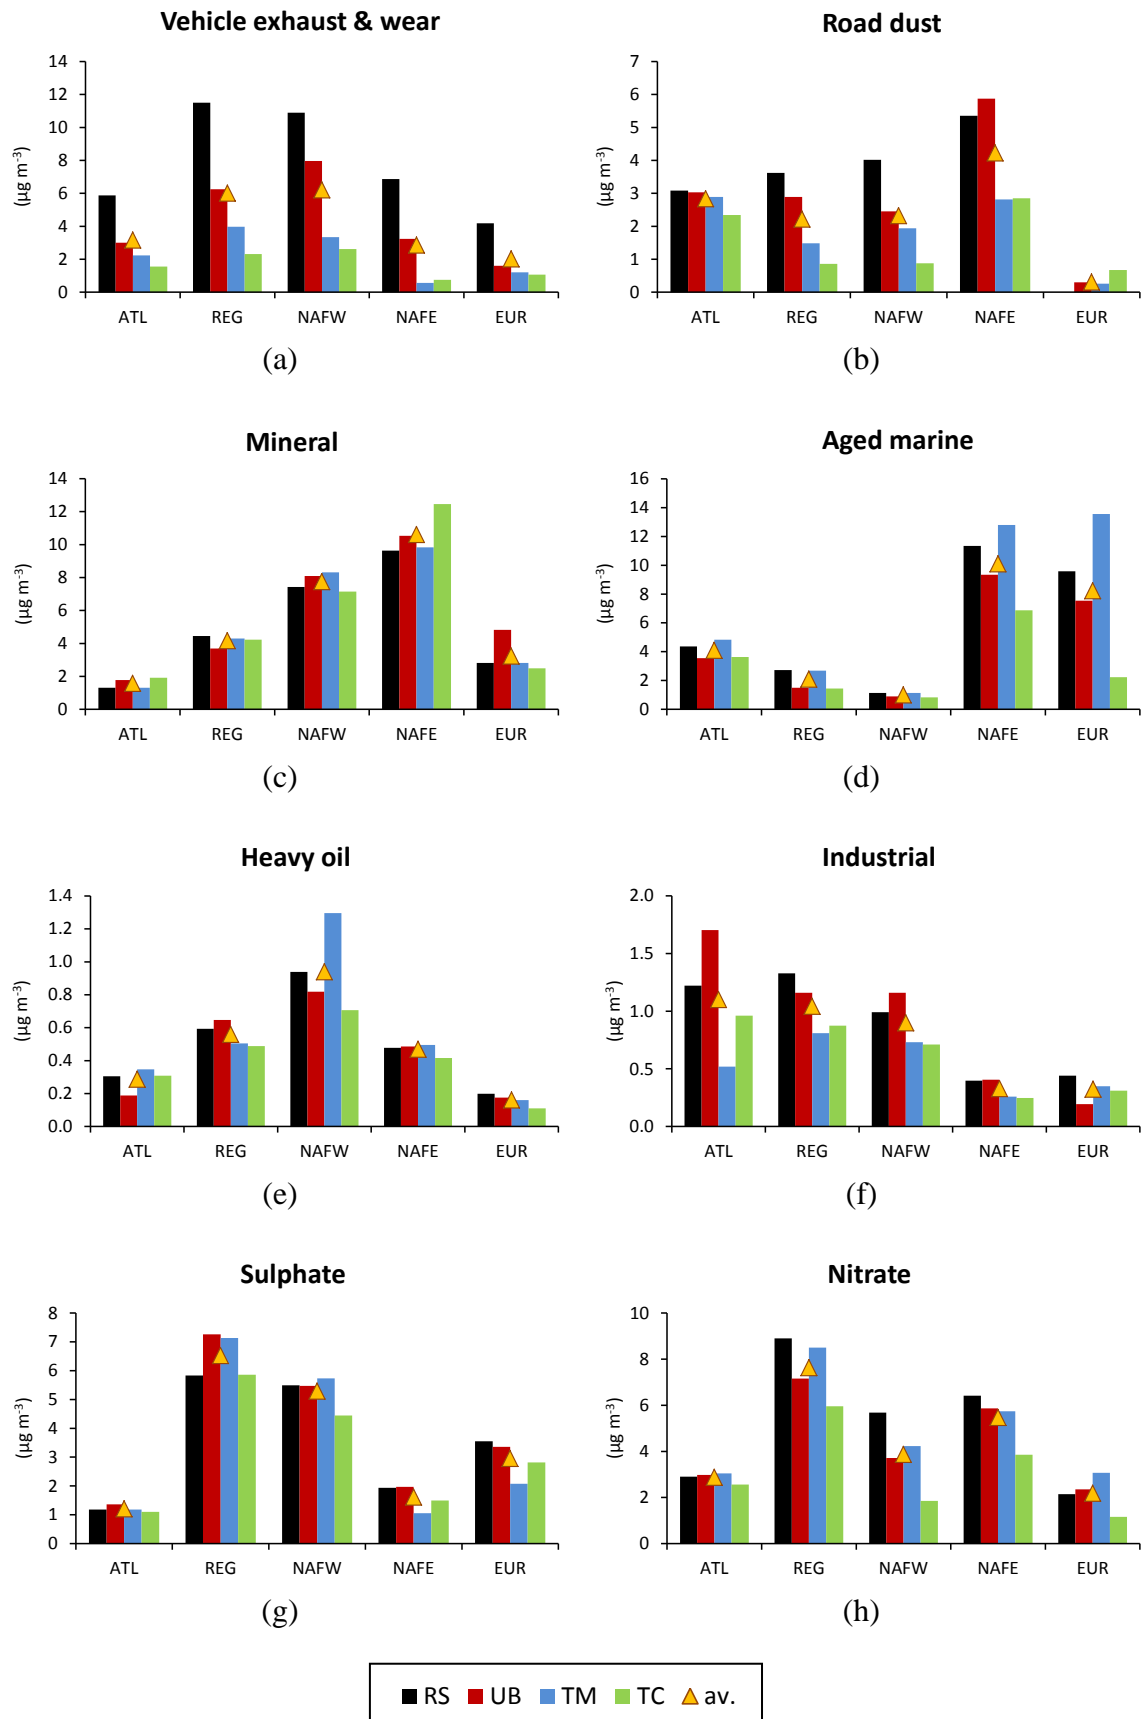 Vehicle exhaust & wear
(µg m-3)
14
12
10
8
6
4
2
0
ATL REG NAFW NAFE EUR
(a)
Road dust
(µg m-3)
7
6
5
4
3
2
1
0
ATL REG NAFW NAFE EUR
(b)
Mineral
(µg m-3)
14
12
10
8
6
4
2
0
ATL REG NAFW NAFE EUR
(c)
Aged marine
(µg m-3)
16
14
12
10
8
6
4
2
0
ATL REG NAFW NAFE EUR
(d)
Heavy oil
(µg m-3)
1.4
1.2
1.0
0.8
0.6
0.4
0.2
0.0
ATL REG NAFW NAFE EUR
(e)
Industrial
(µg m-3)
2.0
1.5
1.0
0.5
0.0
ATL REG NAFW NAFE EUR
(f)
Sulphate
(µg m-3)
8
7
6
5
4
3
2
1
0
ATL REG NAFW NAFE EUR
(g)
Nitrate
(µg m-3)
10
8
6
4
2
0
ATL REG NAFW NAFE EUR
(h)
RS UB TM TC av.